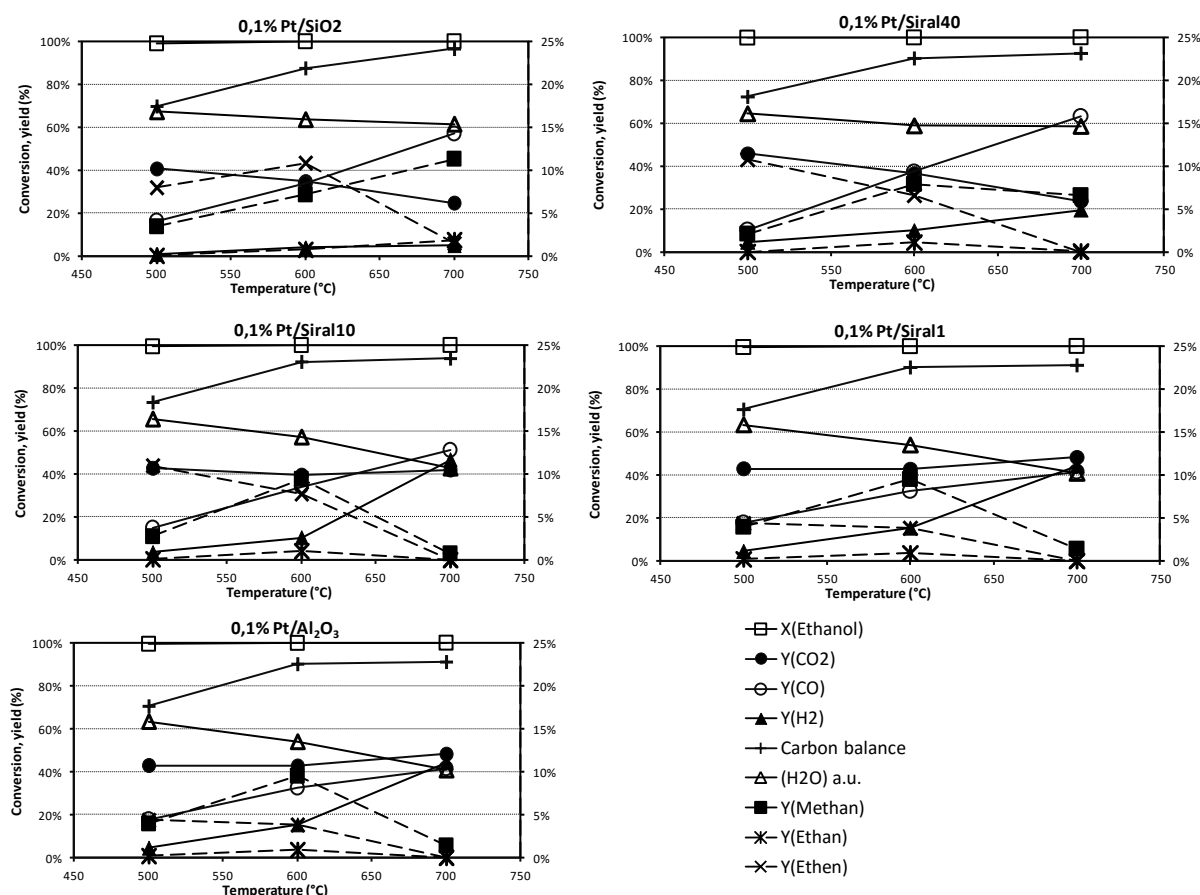 0,1% Pt/SiO2
100%
80%
60%
40%
20%
0%
25%
20%
15%
10%
5%
0%
450 500 550 600 650 700 750
Conversion, yield (%)
Temperature (°C)
0,1% Pt/Siral40
100%
80%
60%
40%
20%
0%
25%
20%
15%
10%
5%
0%
450 500 550 600 650 700 750
Conversion, yield (%)
Temperature (°C)
0,1% Pt/Siral10
100%
80%
60%
40%
20%
0%
25%
20%
15%
10%
5%
0%
450 500 550 600 650 700 750
Conversion, yield (%)
Temperature (°C)
0,1% Pt/Siral1
100%
80%
60%
40%
20%
0%
25%
20%
15%
10%
5%
0%
450 500 550 600 650 700 750
Conversion, yield (%)
Temperature (°C)
0,1% Pt/Al₂O₃
100%
80%
60%
40%
20%
0%
25%
20%
15%
10%
5%
0%
450 500 550 600 650 700 750
Conversion, yield (%)
Temperature (°C)
X(Ethanol)
Y(CO2)
Y(CO)
Y(H2)
Carbon balance
(H2O) a.u.
Y(Methan)
Y(Ethan)
Y(Ethen)